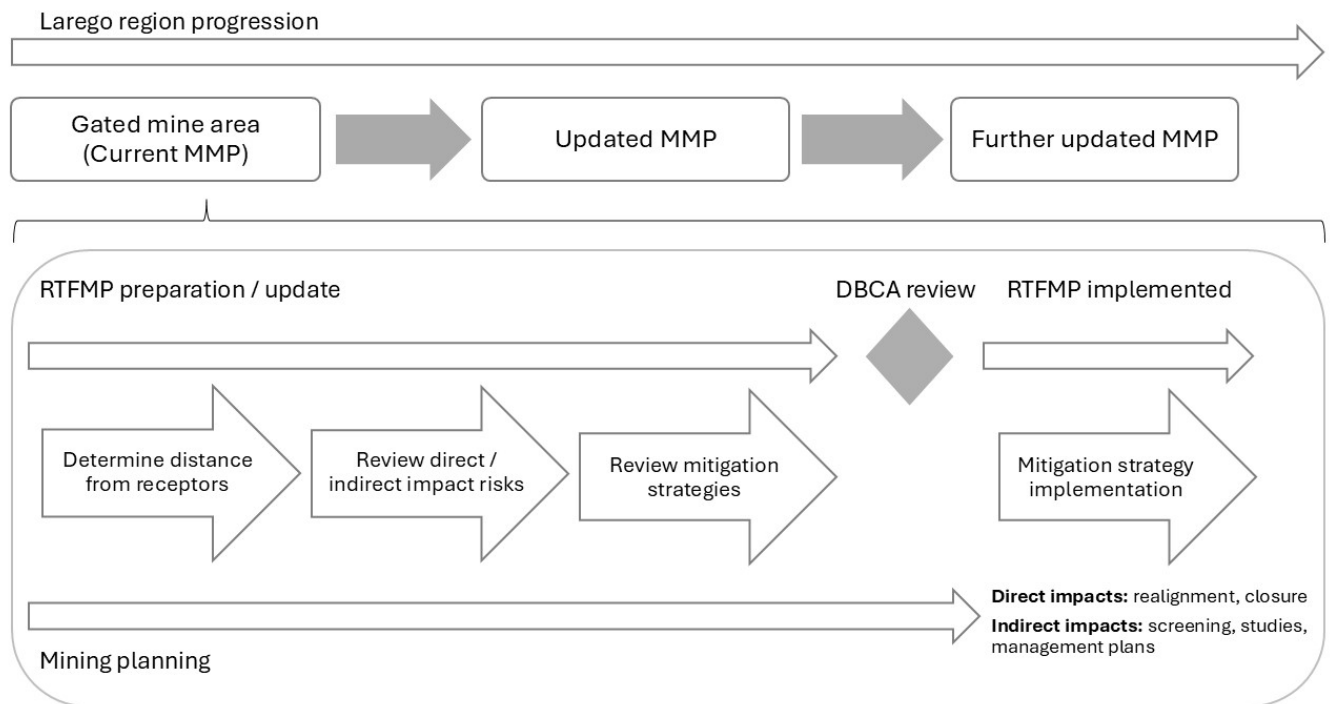 Larego region progression
Gated mine area
(Current MMP)
Updated MMP
Further updated MMP
RTFMP preparation / update
DBCA review
RTFMP implemented
Determine distance
from receptors
Review direct /
indirect impact risks
Review mitigation
strategies
Mitigation strategy
implementation
Direct impacts: realignment, closure
Indirect impacts: screening, studies,
management plans
Mining planning